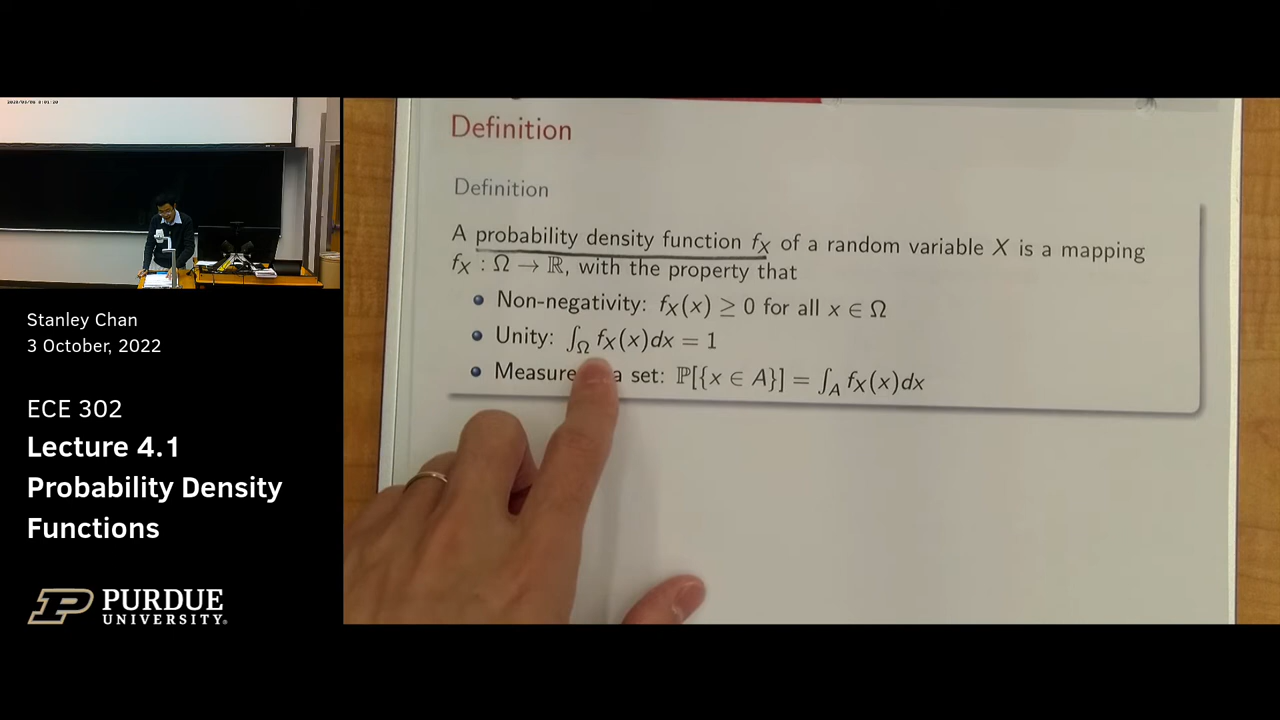 Stanley Chan
3 October, 2022
ECE 302
Lecture 4.1
Probability Density
Functions
PURDUE
UNIVERSITY®
Definition
Definition
A probability density function f_X of a random variable X is a mapping
f_X : Ω → ℝ, with the property that
• Non-negativity: f_X(x) ≥ 0 for all x ∈ Ω
• Unity: ∫_Ω f_X(x)dx = 1
• Measure a set: ℙ[{x ∈ A}] = ∫_A f_X(x)dx